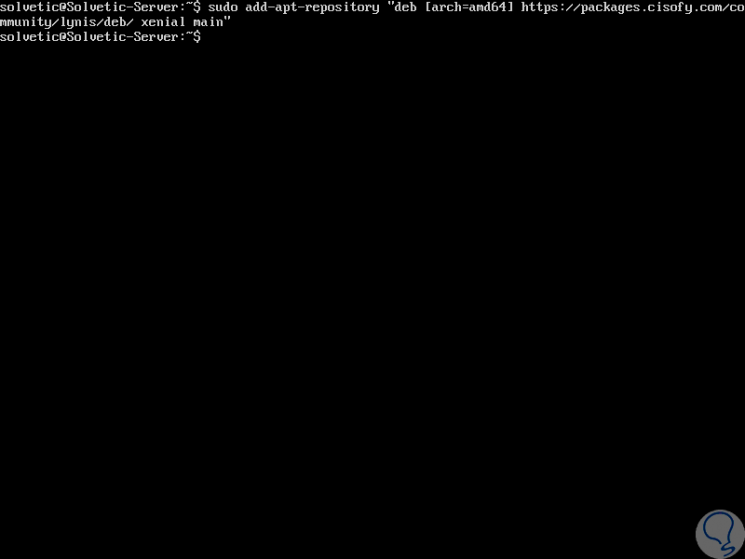 solvetic@Solvetic-Server:~$ sudo add-apt-repository "deb [arch=amd64] https://packages.cisofy.com/co
mmunity/lynis/deb/ xenial main"
solvetic@Solvetic-Server:~$